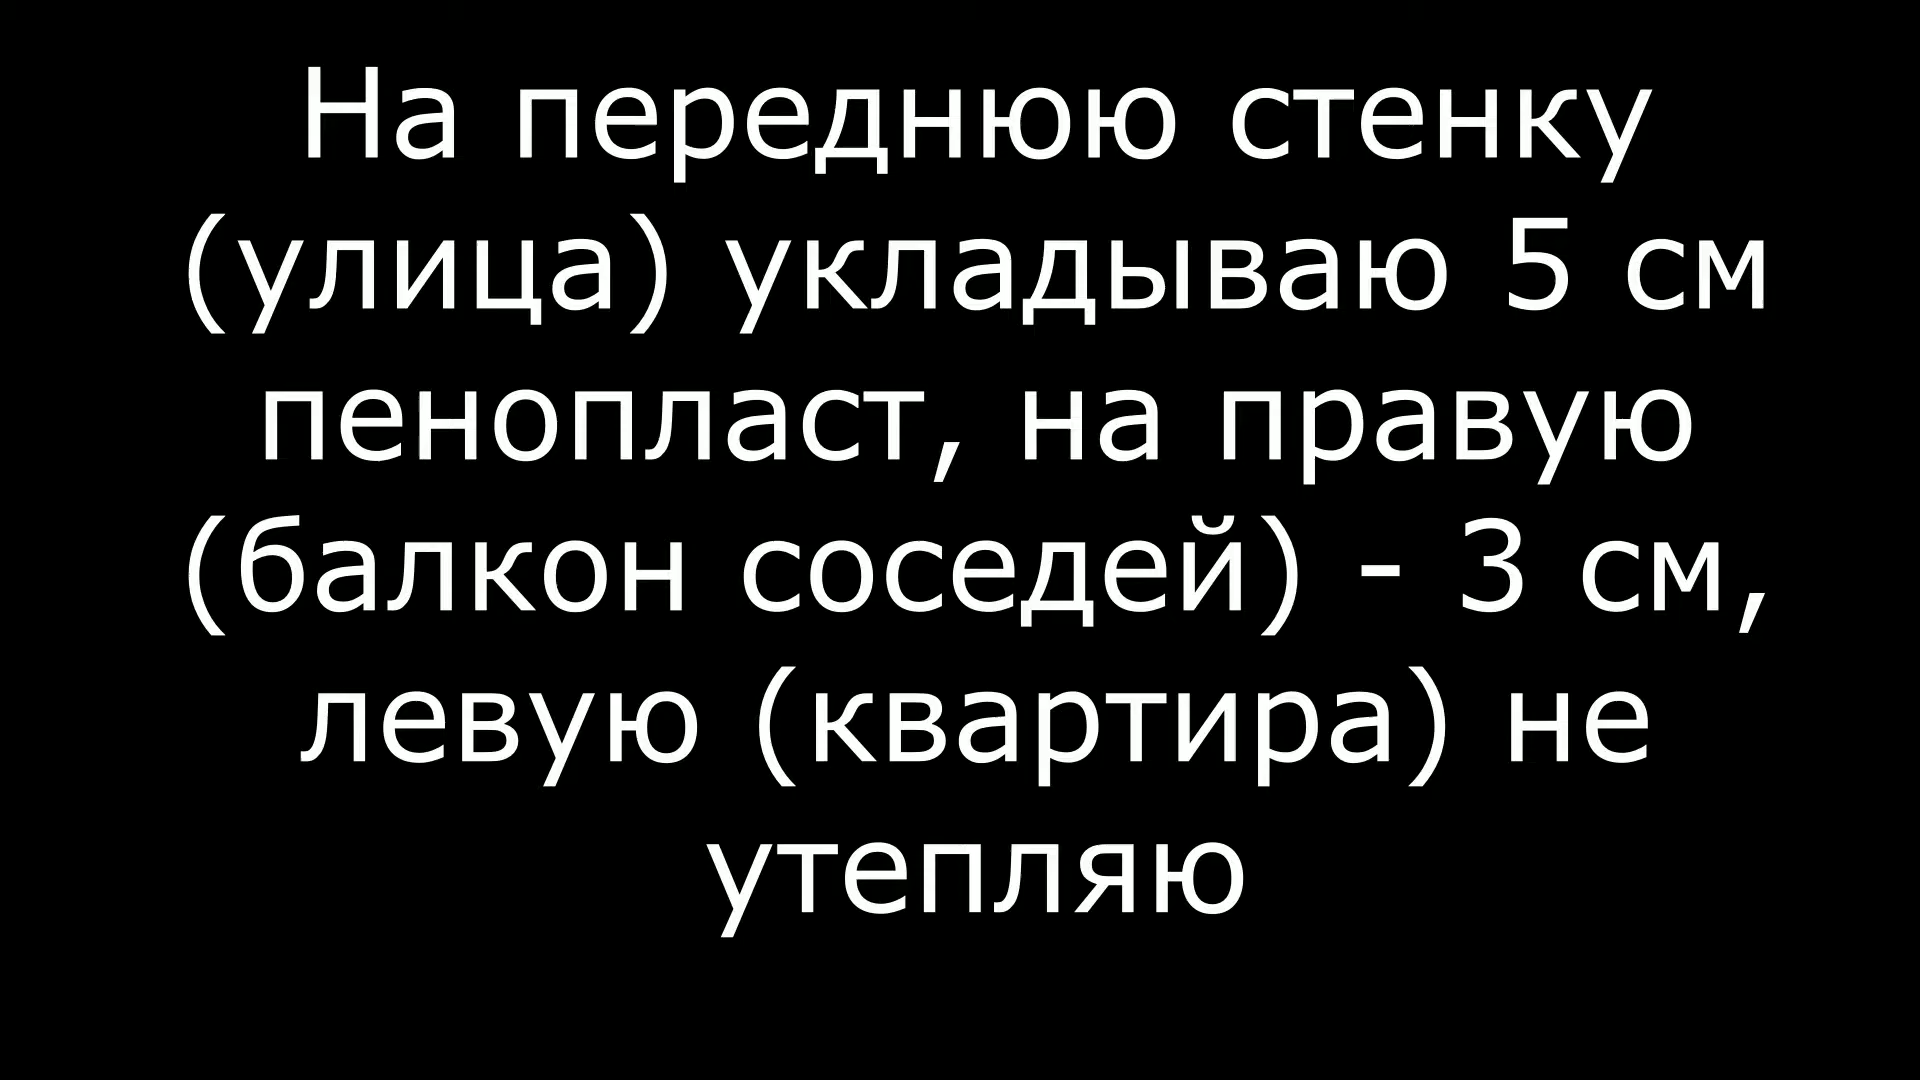 На переднюю стенку
(улица) укладываю 5 см
пенопласт, на правую
(балкон соседей) - 3 см,
левую (квартира) не
утепляю